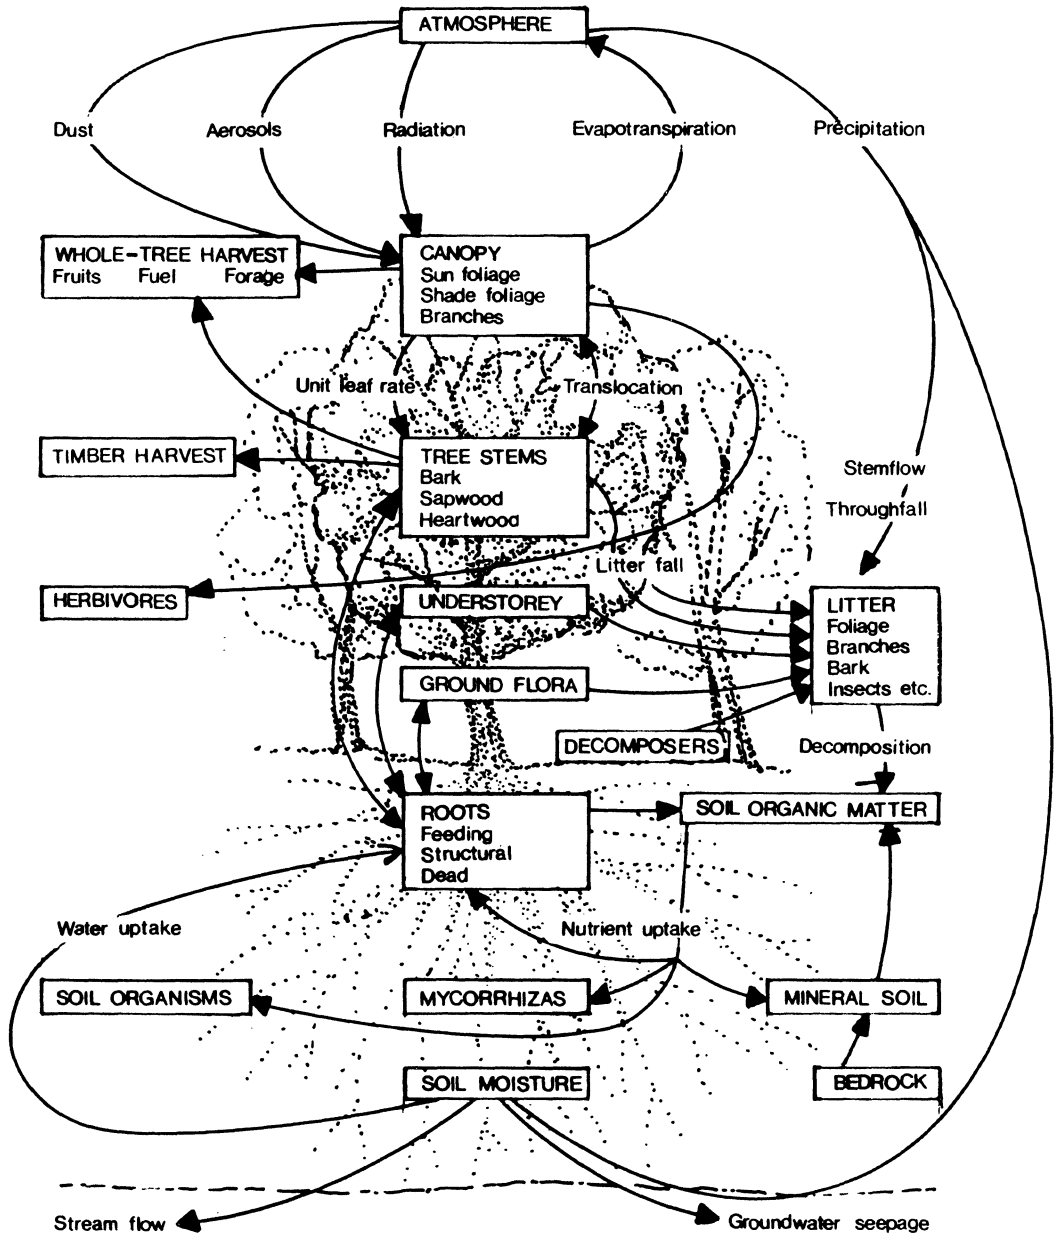 ATMOSPHERE
Dust
Aerosols
Radiation
Evapotranspiration
Precipitation
WHOLE-TREE HARVEST
Fruits Fuel Forage
CANOPY
Sun foliage
Shade foliage
Branches
Unit leaf rate
Translocation
TIMBER HARVEST
TREE STEMS
Bark
Sapwood
Heartwood
Stemflow
Throughfall
Litter fall
HERBIVORES
UNDERSTOREY
LITTER
Foliage
Branches
Bark
Insects etc.
GROUND FLORA
DECOMPOSERS
Decomposition
ROOTS
Feeding
Structural
Dead
SOIL ORGANIC MATTER
Water uptake
Nutrient uptake
SOIL ORGANISMS
MYCORRHIZAS
MINERAL SOIL
SOIL MOISTURE
BEDROCK
Stream flow
Groundwater seepage